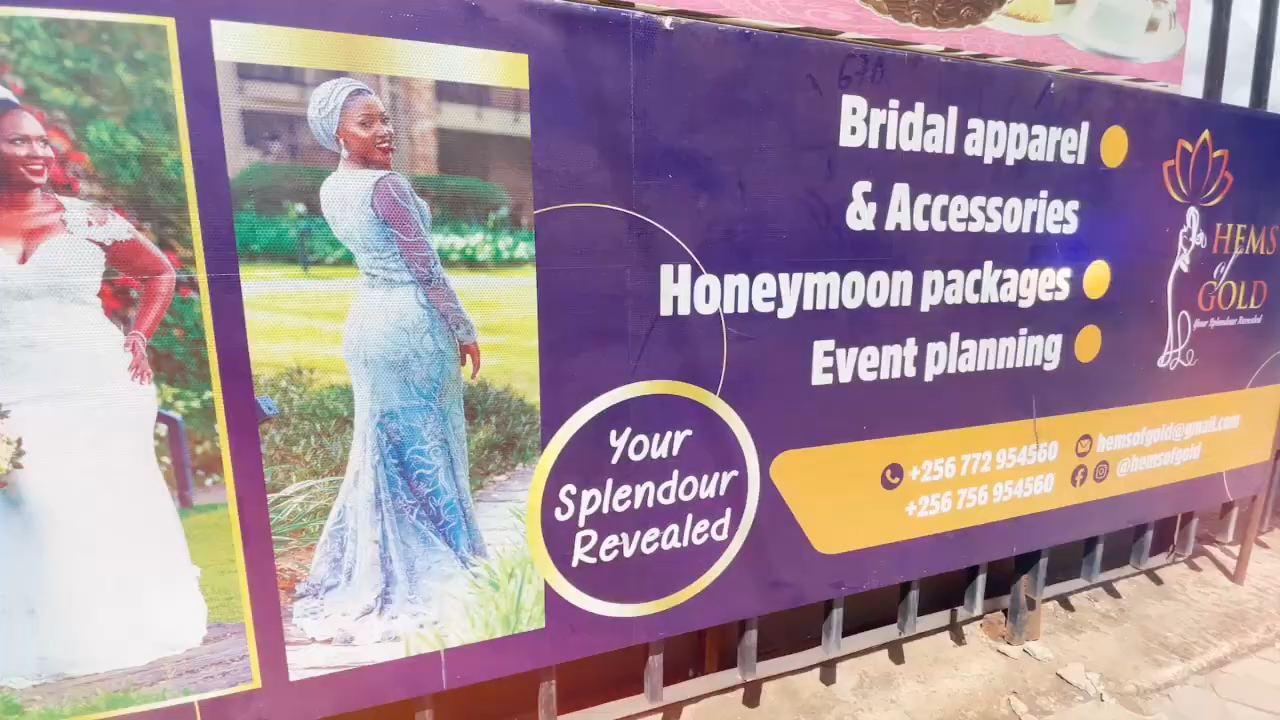 67A
Bridal apparel
& Accessories
Honeymoon packages
Event planning
HEMS
of
GOLD
Your Splendour Revealed
Your
Splendour
Revealed
+256 772 954560
+256 756 954560
hemsofgold@gmail.com
@hemsofgold